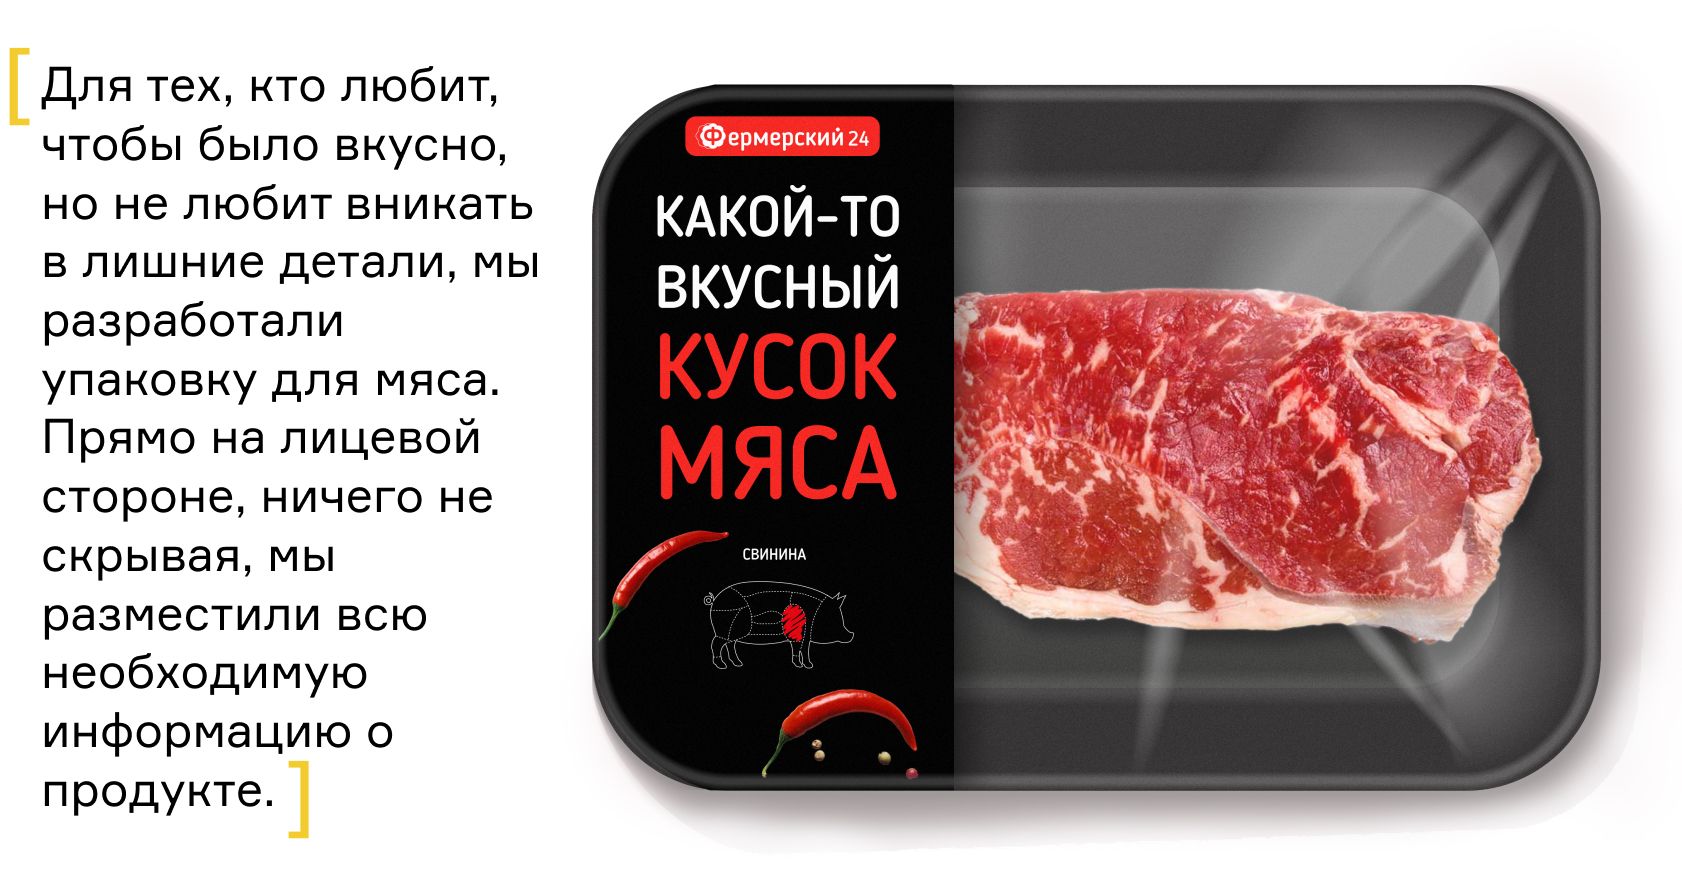 Для тех, кто любит,
чтобы было вкусно,
но не любит вникать
в лишние детали, мы
разработали
упаковку для мяса.
Прямо на лицевой
стороне, ничего не
скрывая, мы
разместили всю
необходимую
информацию о
продукте.
Фермерский 24
КАКОЙ-ТО
ВКУСНЫЙ
КУСОК
МЯСА
СВИНИНА